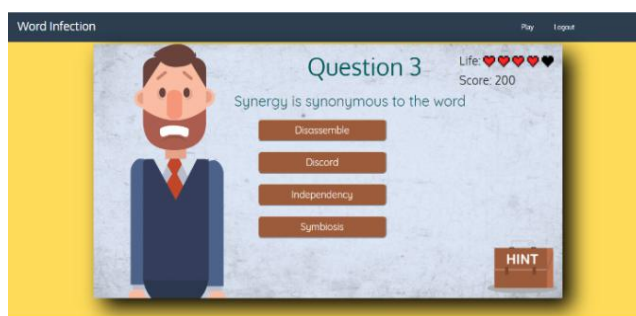 Word Infection
Play Logout
Question 3
Life:
Score: 200
Synergy is synonymous to the word
Disassemble
Discord
Independency
Symbiosis
HINT